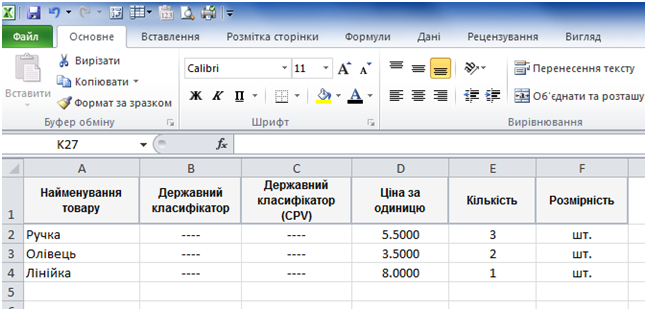 Файл Основне Вставлення Розмітка сторінки Формули Дані Рецензування Вигляд
Вставити
Вирізати
Копіювати
Формат за зразком
Буфер обміну
Calibri 11 A A
Ж К П А
Шрифт
Перенесення тексту
Об'єднати та розташу
Вирівнювання
K27 fx
A B C D E F
1 Найменування товару Державний класифікатор Державний класифікатор (CPV) Ціна за одиницю Кількість Розмірність
2 Ручка ---- ---- 5.5000 3 шт.
3 Олівець ---- ---- 3.5000 2 шт.
4 Лінійка ---- ---- 8.0000 1 шт.
5